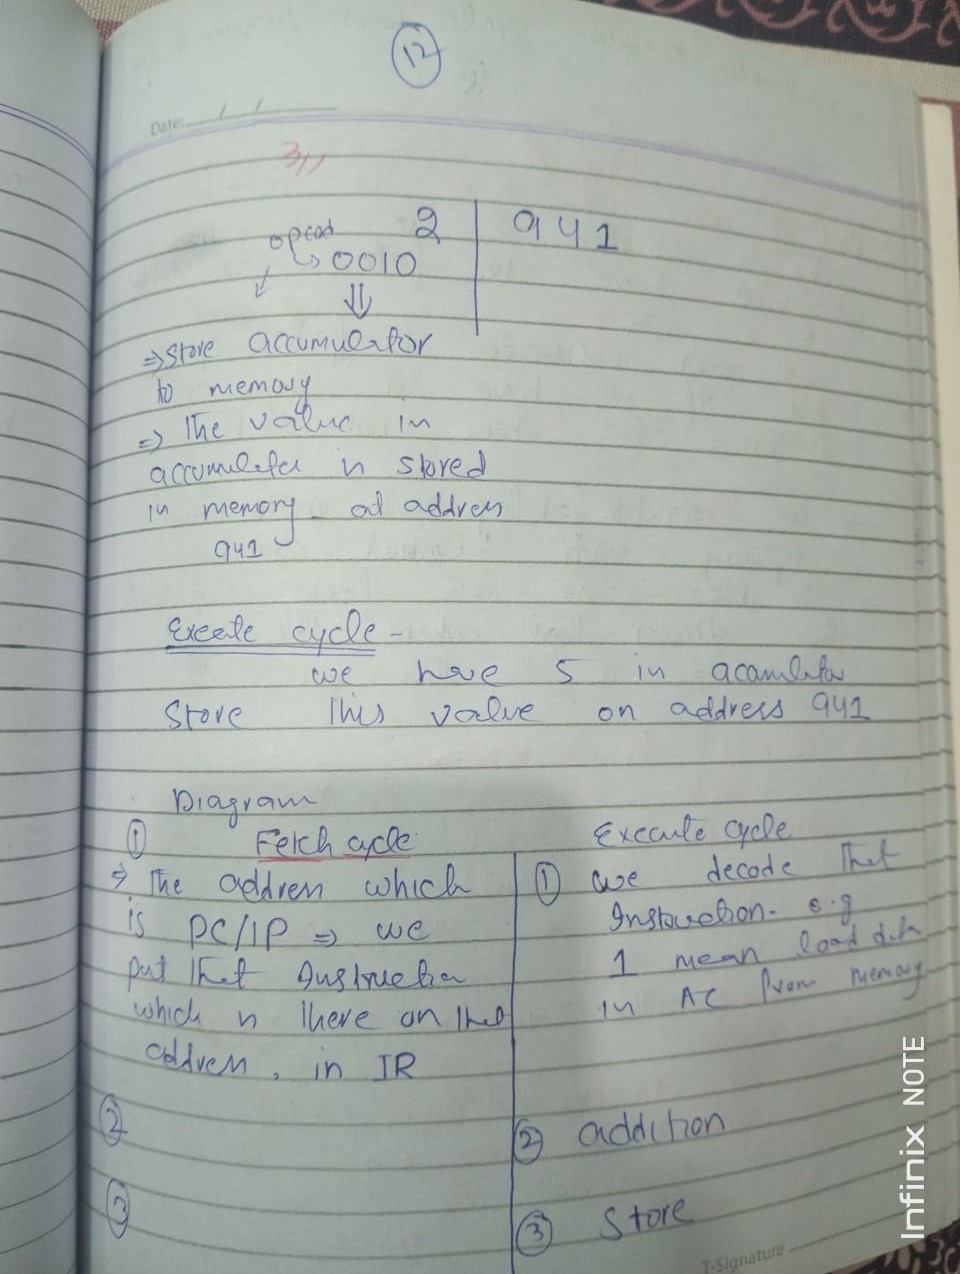 12
Date: / /
3//
opcod 2 | 941
↳ 0010
⇓
⇒ Store accumulator
to memory
⇒ The value in
accumulator is stored
in memory at address
941
Exceute cycle -
we have 5 in acamlator
Store this value on address 941
Diagram
① Fetch cycle
⇒ The address which
is PC/IP ⇒ we
put that Instruction
which is there on that
address, in IR
②
③
Execute cycle
① we decode that
Instruction. e.g
1 mean load data
in AC from memory
② addition
③ Store
T-Signature
Infinix NOTE